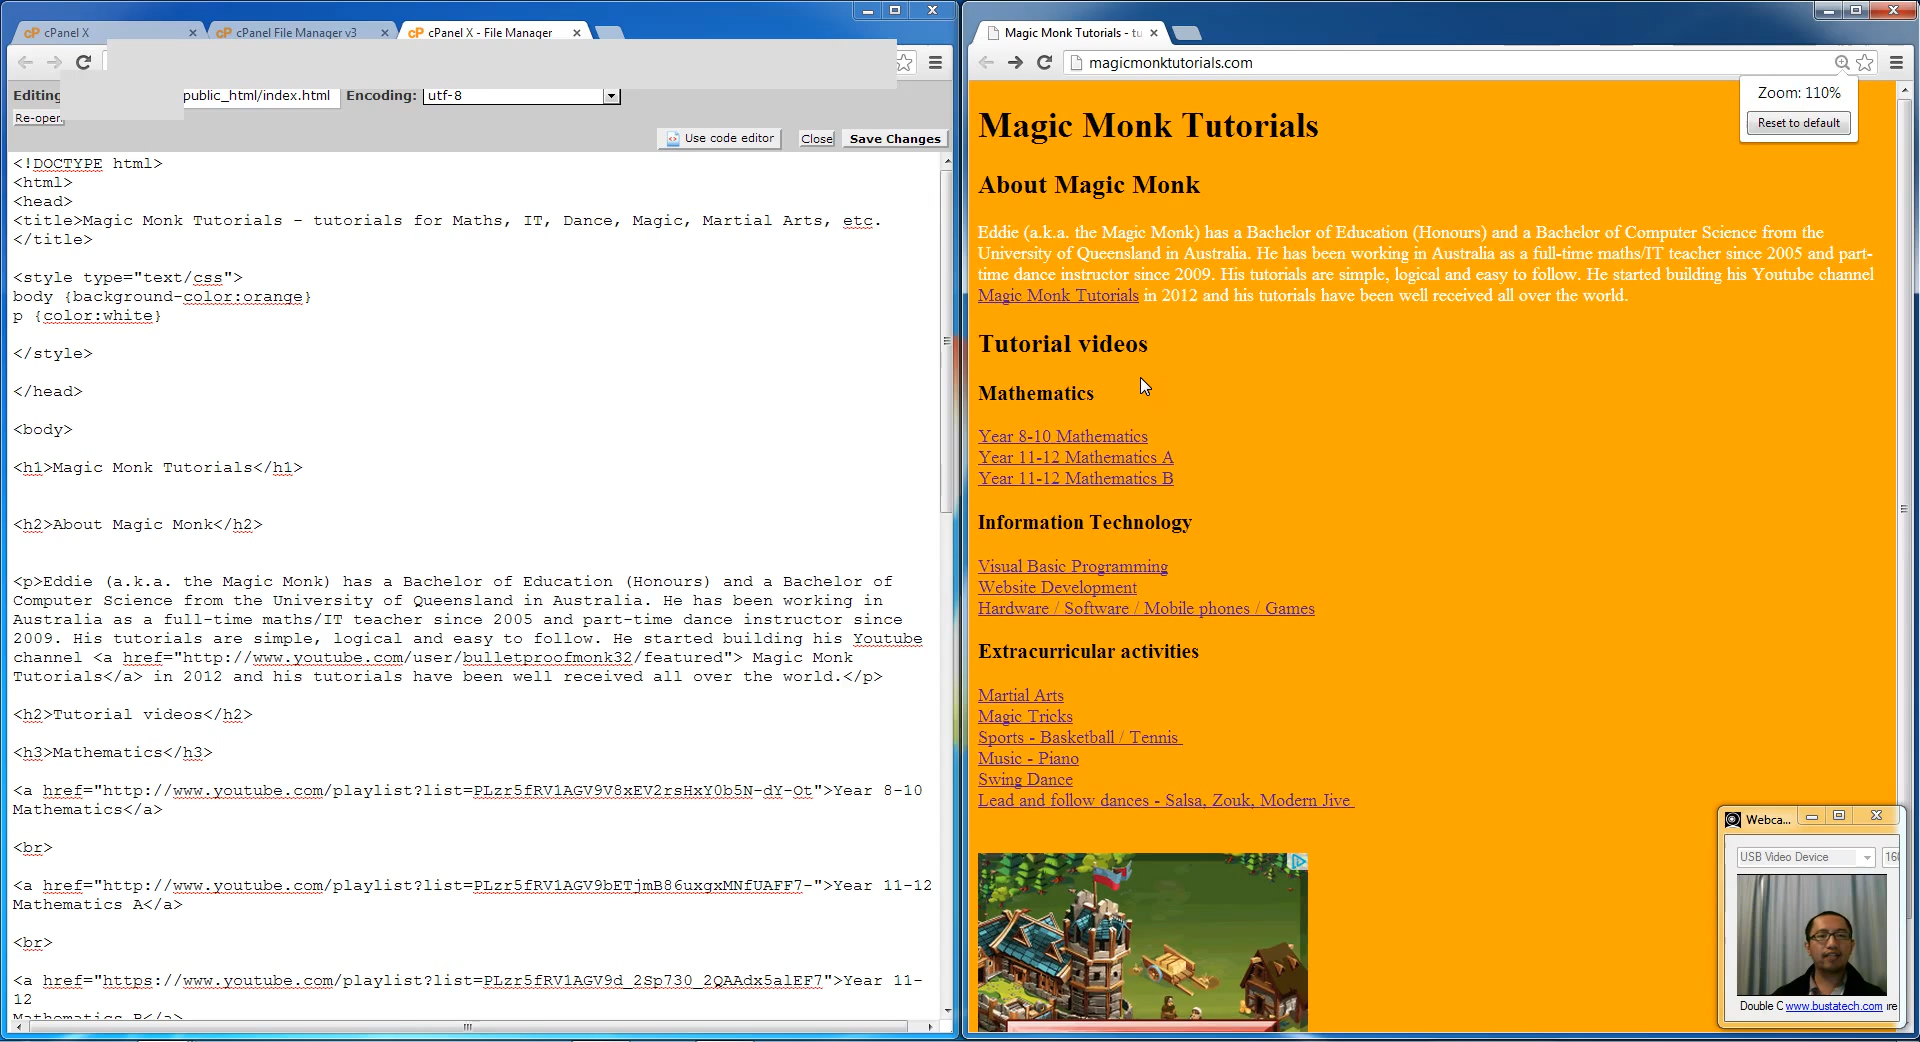 cPanel X
cPanel File Manager v3
cPanel X - File Manager
Editing
public_html/index.html
Encoding:
utf-8
Re-open
Use code editor
Close
Save Changes
<!DOCTYPE html>
<html>
<head>
<title>Magic Monk Tutorials - tutorials for Maths, IT, Dance, Magic, Martial Arts, etc.
</title>
<style type="text/css">
body {background-color:orange}
p {color:white}
</style>
</head>
<body>
<h1>Magic Monk Tutorials</h1>
<h2>About Magic Monk</h2>
<p>Eddie (a.k.a. the Magic Monk) has a Bachelor of Education (Honours) and a Bachelor of
Computer Science from the University of Queensland in Australia. He has been working in
Australia as a full-time maths/IT teacher since 2005 and part-time dance instructor since
2009. His tutorials are simple, logical and easy to follow. He started building his Youtube
channel <a href="http://www.youtube.com/user/bulletproofmonk32/featured"> Magic Monk
Tutorials</a> in 2012 and his tutorials have been well received all over the world.</p>
<h2>Tutorial videos</h2>
<h3>Mathematics</h3>
<a href="http://www.youtube.com/playlist?list=PLzr5fRV1AGV9V8xEV2rsHxY0b5N-dY-Ot">Year 8-10
Mathematics</a>
<br>
<a href="http://www.youtube.com/playlist?list=PLzr5fRV1AGV9bETjmB86uxgxMNfUAFF7-">Year 11-12
Mathematics A</a>
<br>
<a href="https://www.youtube.com/playlist?list=PLzr5fRV1AGV9d_2Sp730_2QAAdx5alEF7">Year 11-
12
Mathematics B</a>
Magic Monk Tutorials - tu
magicmonktutorials.com
Zoom: 110%
Reset to default
Magic Monk Tutorials
About Magic Monk
Eddie (a.k.a. the Magic Monk) has a Bachelor of Education (Honours) and a Bachelor of Computer Science from the
University of Queensland in Australia. He has been working in Australia as a full-time maths/IT teacher since 2005 and part-
time dance instructor since 2009. His tutorials are simple, logical and easy to follow. He started building his Youtube channel
Magic Monk Tutorials in 2012 and his tutorials have been well received all over the world.
Tutorial videos
Mathematics
Year 8-10 Mathematics
Year 11-12 Mathematics A
Year 11-12 Mathematics B
Information Technology
Visual Basic Programming
Website Development
Hardware / Software / Mobile phones / Games
Extracurricular activities
Martial Arts
Magic Tricks
Sports - Basketball / Tennis
Music - Piano
Swing Dance
Lead and follow dances - Salsa, Zouk, Modern Jive
Webca...
USB Video Device
160
Double C www.bustatech.com ire